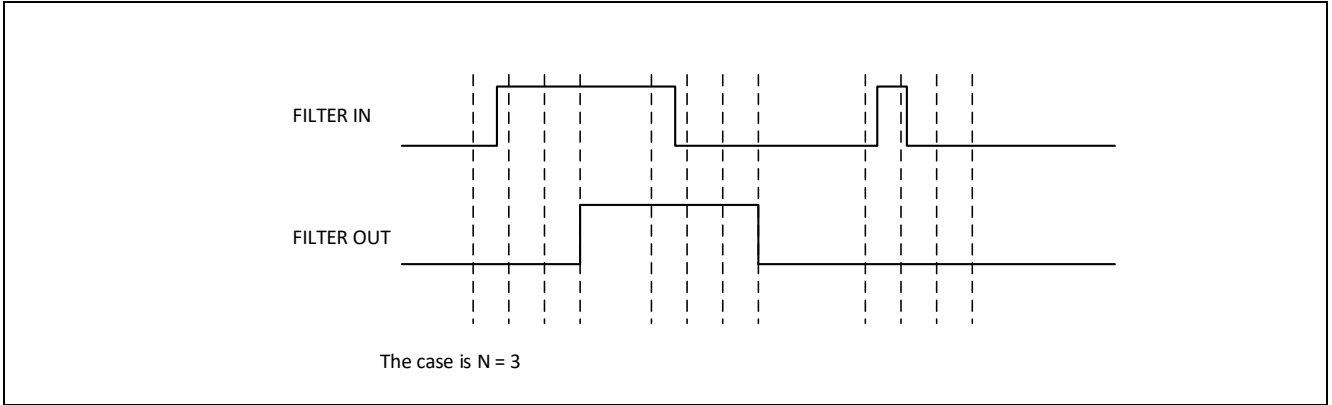 FILTER IN
FILTER OUT
The case is N = 3